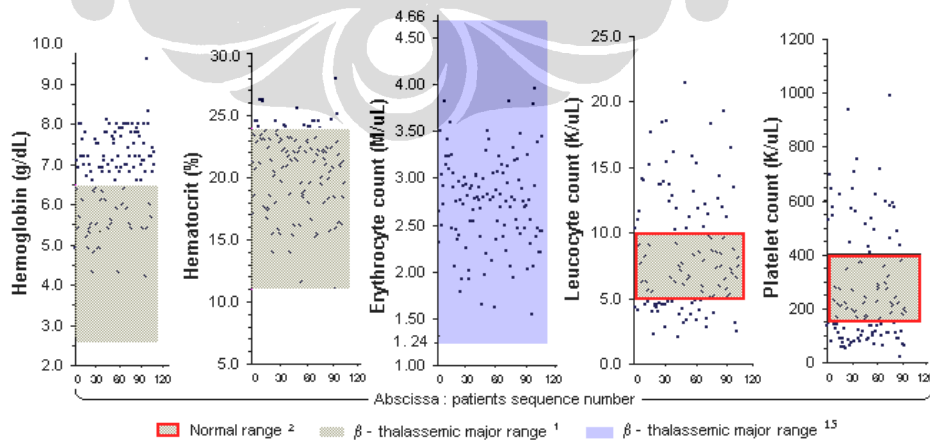 Hemoglobin (g/dL)
10.0
9.0
8.0
7.0
6.0
5.0
4.0
3.0
2.0
0 30 60 90 120
Hematocrit (%)
30.0
25.0
20.0
15.0
10.0
5.0
0 30 60 90 120
Erythrocyte count (M/uL)
4.66
4.50
4.00
3.50
3.00
2.50
2.00
1.50
1. 24
1.00
0 30 60 90 120
Leucocyte count (K/uL)
25.0
20.0
15.0
10.0
5.0
0.0
0 30 60 90 120
Platelet count (K/uL)
1200
1000
800
600
400
200
150
0
0 30 60 90 120
Abscissa : patients sequence number
Normal range ²
β - thalassemic major range ¹
β - thalassemic major range ¹⁵